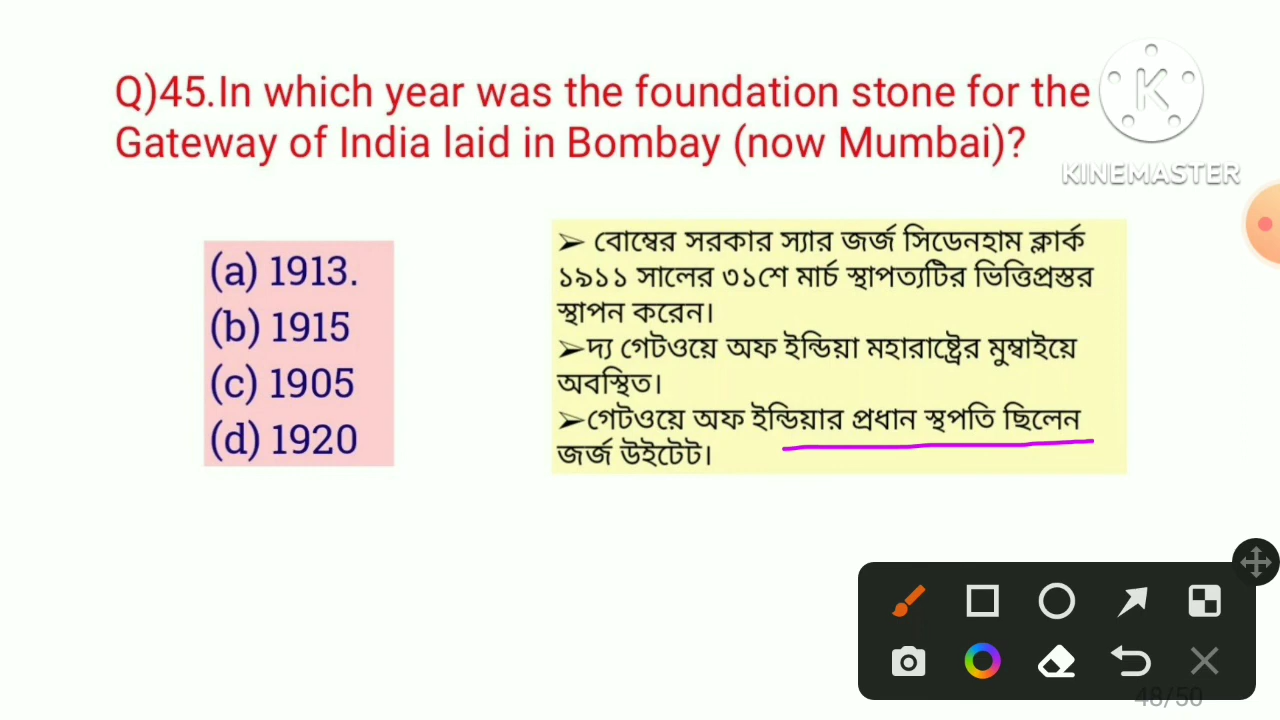 Q)45.In which year was the foundation stone for the
Gateway of India laid in Bombay (now Mumbai)?
K
KINEMASTER
(a) 1913.
(b) 1915
(c) 1905
(d) 1920
➢ বোম্বের সরকার স্যার জর্জ সিডেনহাম ক্লার্ক
১৯১১ সালের ৩১শে মার্চ স্থাপত্যটির ভিত্তিপ্রস্তর
স্থাপন করেন।
➢দ্য গেটওয়ে অফ ইন্ডিয়া মহারাষ্ট্রের মুম্বাইয়ে
অবস্থিত।
➢গেটওয়ে অফ ইন্ডিয়ার প্রধান স্থপতি ছিলেন
জর্জ উইটেট।
48/50